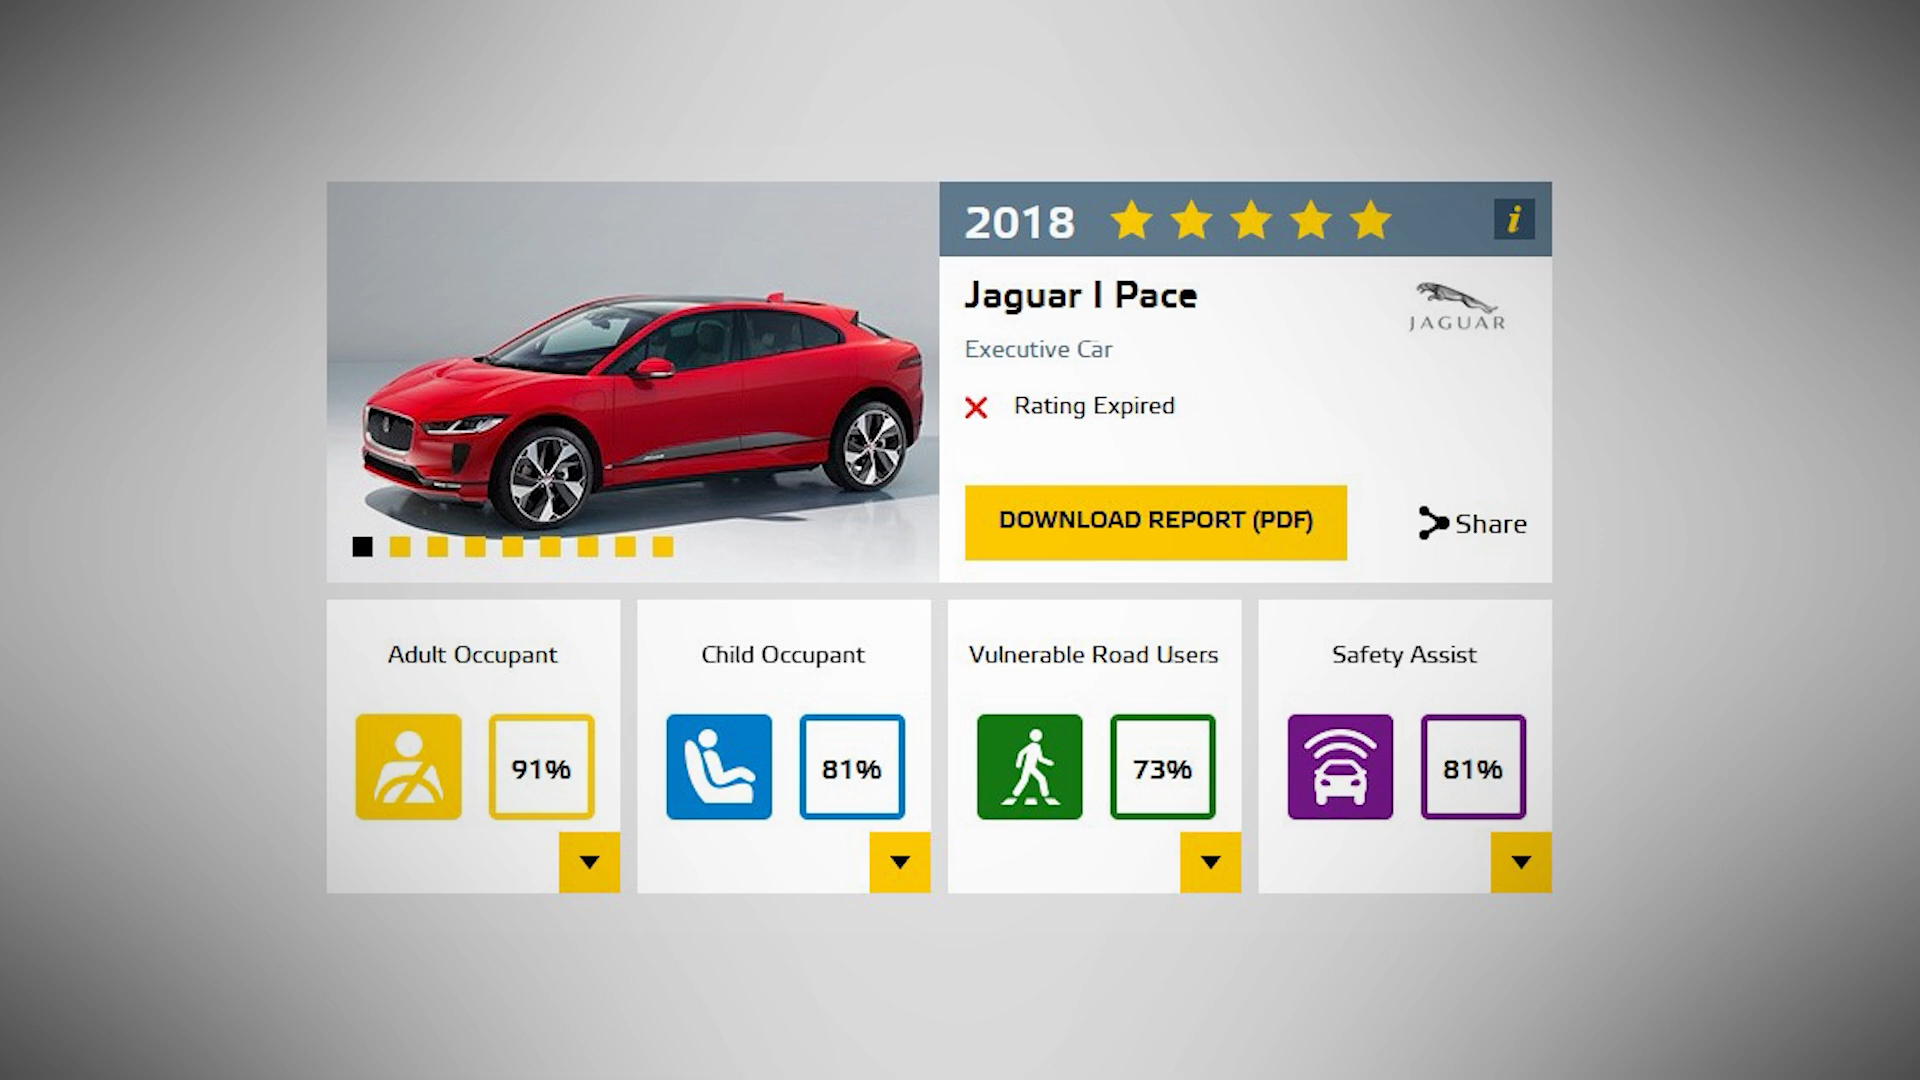 2018
i
Jaguar I Pace
JAGUAR
Executive Car
Rating Expired
DOWNLOAD REPORT (PDF)
Share
Adult Occupant
Child Occupant
Vulnerable Road Users
Safety Assist
91%
81%
73%
81%